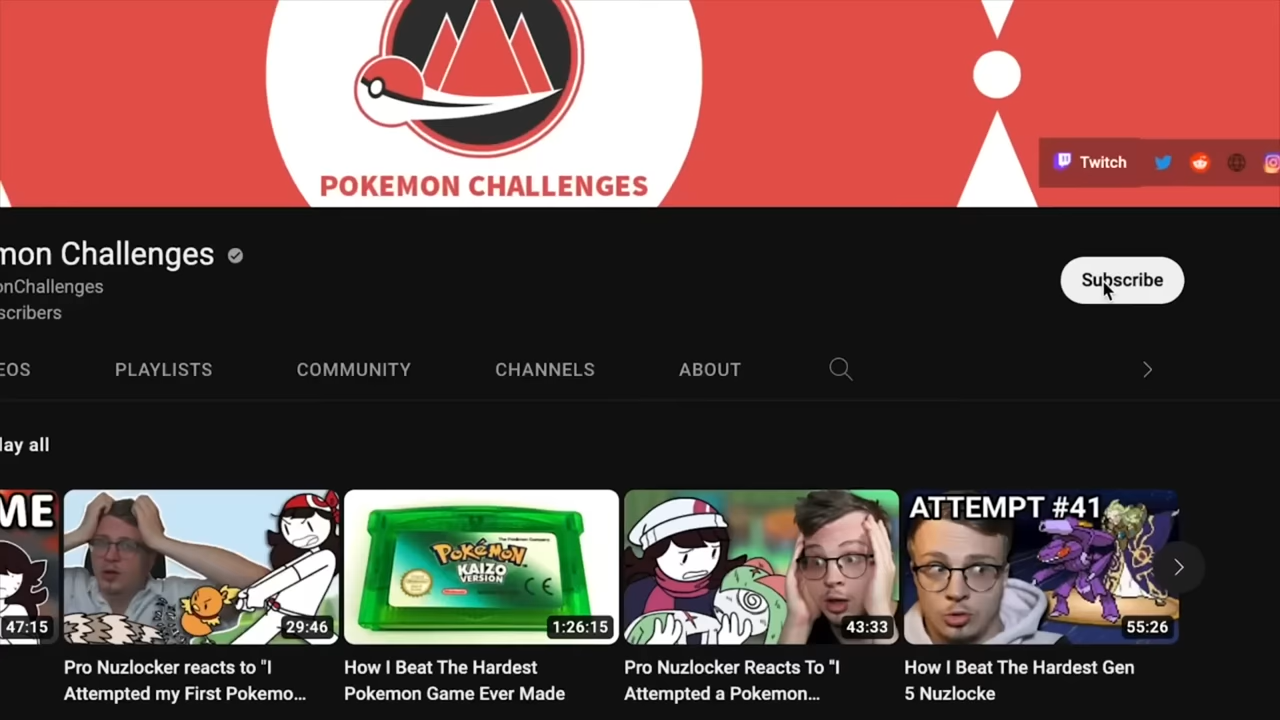 POKEMON CHALLENGES
Twitch
mon Challenges
onChallenges
scribers
Subscribe
EOS
PLAYLISTS
COMMUNITY
CHANNELS
ABOUT
lay all
ME
47:15
29:46
POKéMON
KAIZO
VERSION
Nintendo
1:26:15
43:33
ATTEMPT #41
55:26
Pro Nuzlocker reacts to "I
Attempted my First Pokemo...
How I Beat The Hardest
Pokemon Game Ever Made
Pro Nuzlocker Reacts To "I
Attempted a Pokemon...
How I Beat The Hardest Gen
5 Nuzlocke